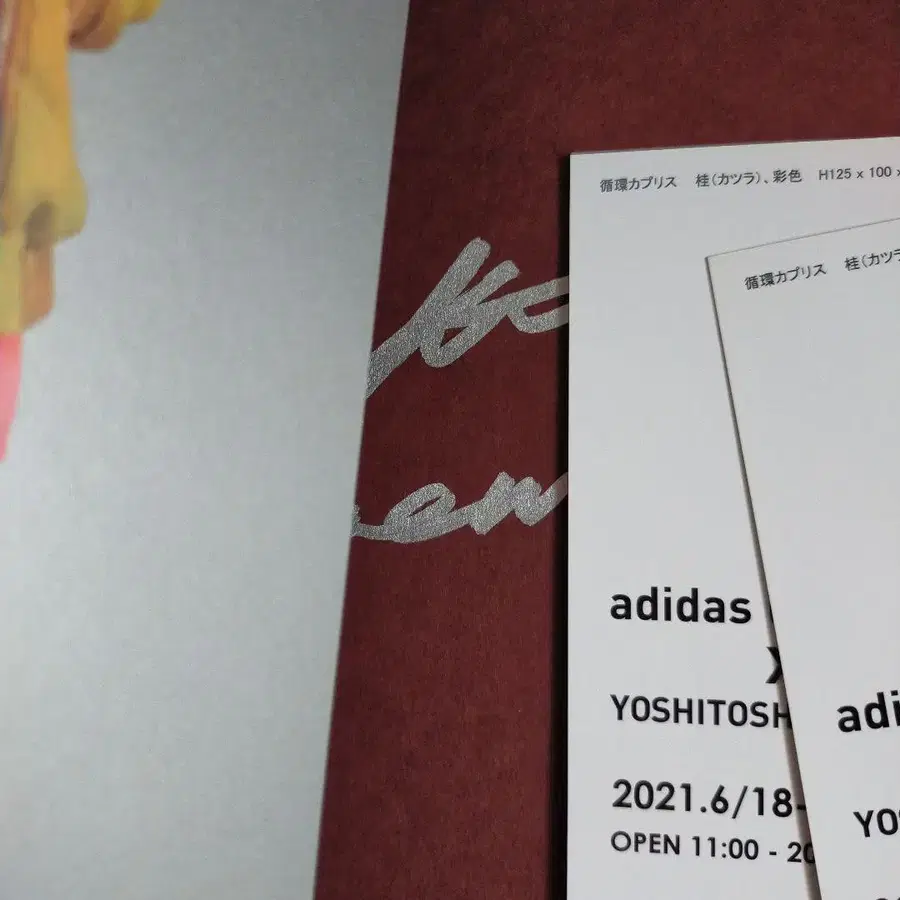 循環カプリス 桂(カツラ)、彩色 H125 x 100 x
adidas
X
YOSHITOSH
2021.6/18-
OPEN 11:00 - 20
循環カプリス 桂(カツラ
adi
YO